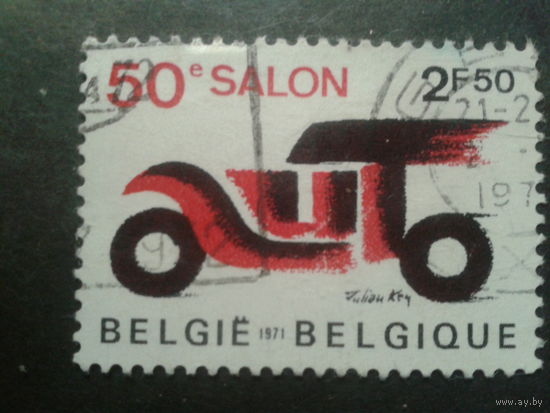 50e SALON 2F50
AUTO
Julian Key
BELGIË 1971 BELGIQUE
www.ay.by